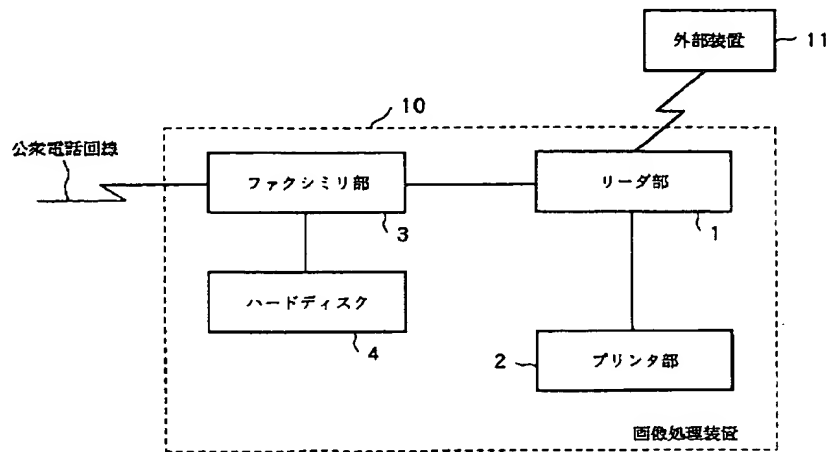 外部装置
11
10
公衆電話回線
ファクシミリ部
3
リーダ部
1
ハードディスク
4
2
プリンタ部
画像処理装置